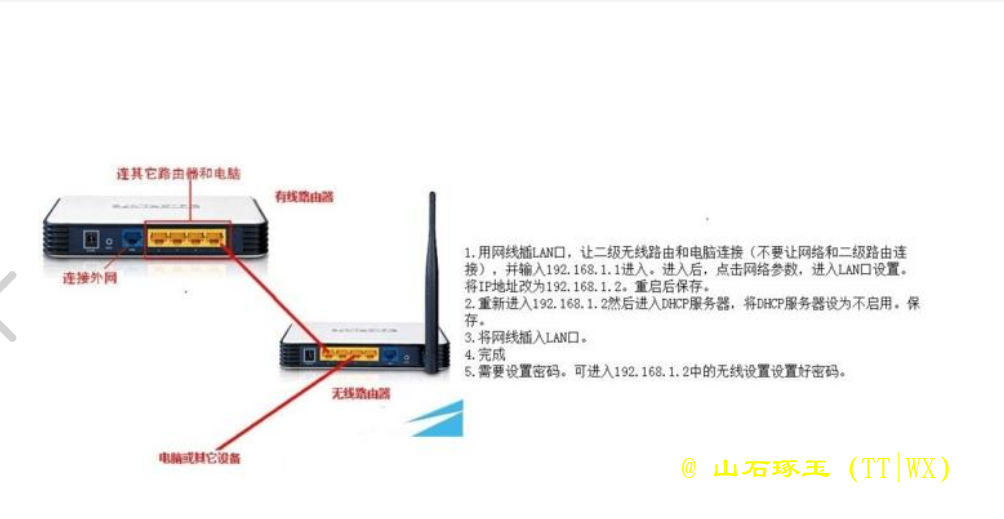 连其它路由器和电脑
有线路由器
连接外网
1.用网线插LAN口，让二级无线路由和电脑连接（不要让网络和二级路由连
接），并输入192.168.1.1进入。进入后，点击网络参数，进入LAN口设置。
将IP地址改为192.168.1.2。重启后保存。
2.重新进入192.168.1.2然后进入DHCP服务器，将DHCP服务器设为不启用。保
存。
3.将网线插入LAN口。
4.完成
5.需要设置密码。可进入192.168.1.2中的无线设置设置好密码。
无线路由器
电脑或其它设备
@ 山石琢玉 (TT|WX)